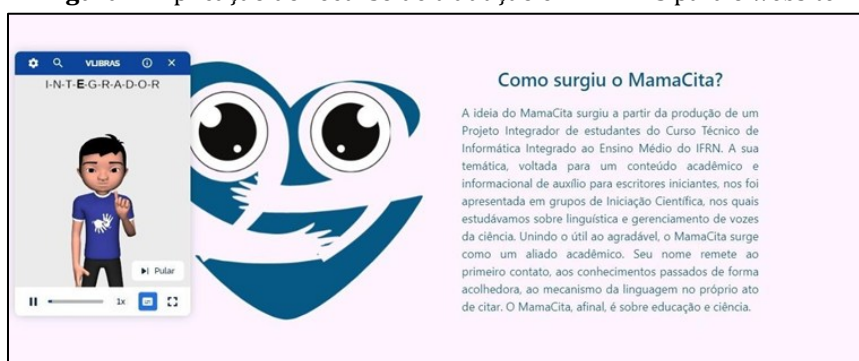 VLIBRAS
I-N-T-E-G-R-A-D-O-R
Pular
1x
Como surgiu o MamaCita?
A ideia do MamaCita surgiu a partir da produção de um
Projeto Integrador de estudantes do Curso Técnico de
Informática Integrado ao Ensino Médio do IFRN. A sua
temática, voltada para um conteúdo acadêmico e
informacional de auxílio para escritores iniciantes, nos foi
apresentada em grupos de Iniciação Científica, nos quais
estudávamos sobre linguística e gerenciamento de vozes
da ciência. Unindo o útil ao agradável, o MamaCita surge
como um aliado acadêmico. Seu nome remete ao
primeiro contato, aos conhecimentos passados de forma
acolhedora, ao mecanismo da linguagem no próprio ato
de citar. O MamaCita, afinal, é sobre educação e ciência.